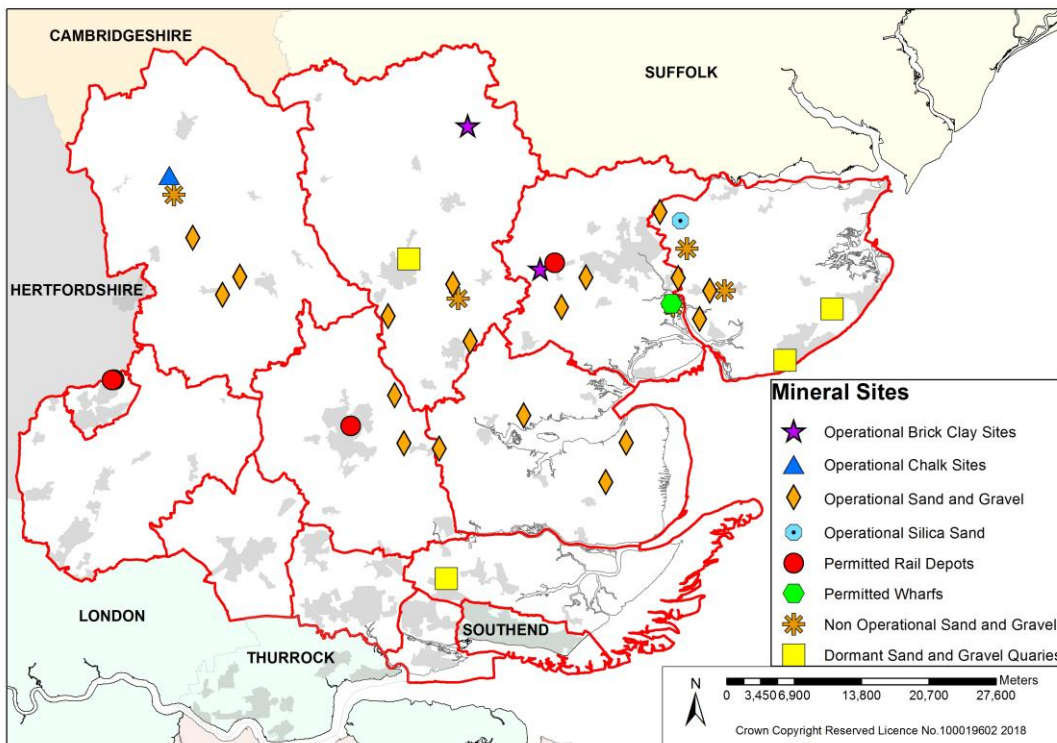 CAMBRIDGESHIRE
SUFFOLK
HERTFORDSHIRE
LONDON
THURROCK
SOUTHEND
Mineral Sites
Operational Brick Clay Sites
Operational Chalk Sites
Operational Sand and Gravel
Operational Silica Sand
Permitted Rail Depots
Permitted Wharfs
Non Operational Sand and Gravel
Dormant Sand and Gravel Quaries
N
Meters
0 3,450 6,900 13,800 20,700 27,600
Crown Copyright Reserved Licence No.100019602 2018